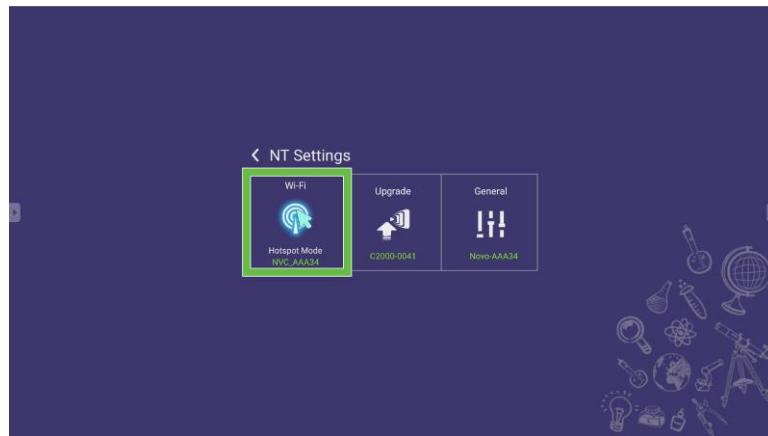 NT Settings
Wi-Fi
Hotspot Mode
NVC_AAA34
Upgrade
C2000-0041
General
Novo-AAA34